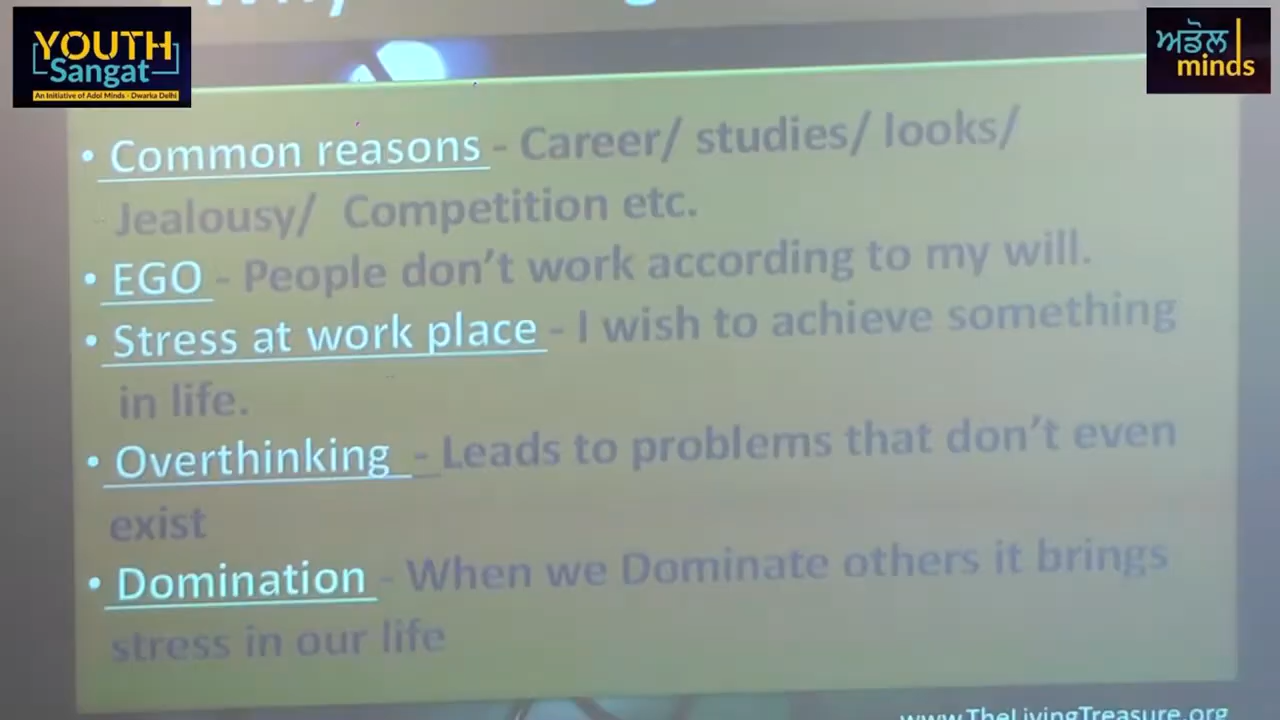 YOUTH
Sangat
An Initiative of Adol Minds - Dwarka Delhi
ਅਡੋਲ
minds
Why
• Common reasons - Career/ studies/ looks/
Jealousy/ Competition etc.
• EGO - People don't work according to my will.
• Stress at work place - I wish to achieve something
in life.
• Overthinking - Leads to problems that don't even
exist
• Domination - When we Dominate others it brings
stress in our life
www.TheLivingTreasure.org